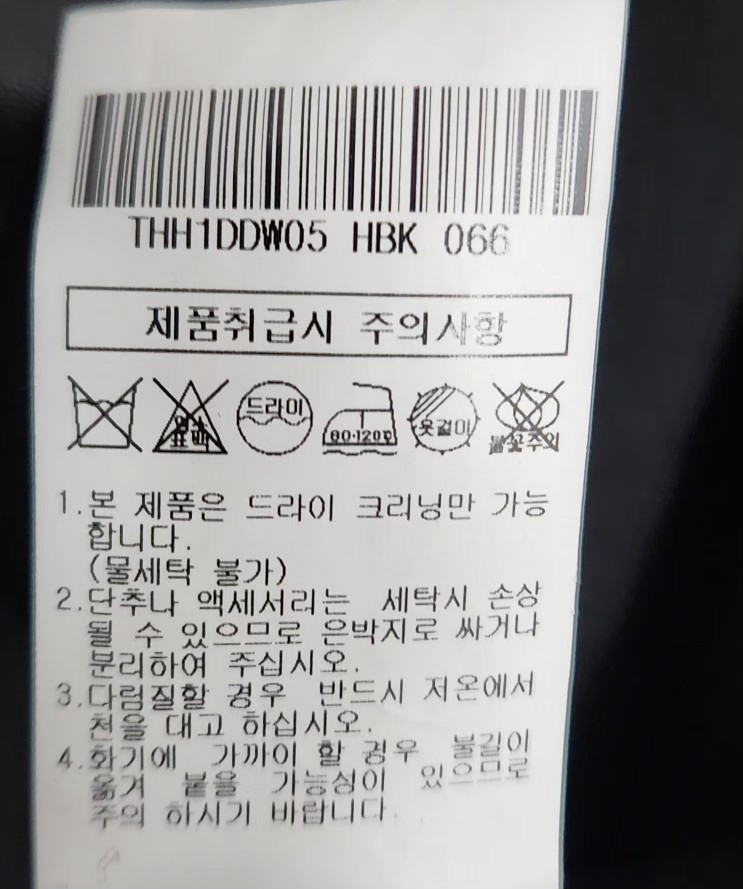 THH1DDW05 HBK 066
제품취급시 주의사항
염소
표백
드라이
80-120℃
옷걸이
불꽃주의
1.본 제품은 드라이 크리닝만 가능
합니다.
(물세탁 불가)
2.단추나 액세서리는 세탁시 손상
될 수 있으므로 은박지로 싸거나
분리하여 주십시오.
3.다림질할 경우 반드시 저온에서
천을 대고 하십시오.
4.화기에 가까이 할 경우 불길이
옮겨 붙을 가능성이 있으므로
주의 하시기 바랍니다.